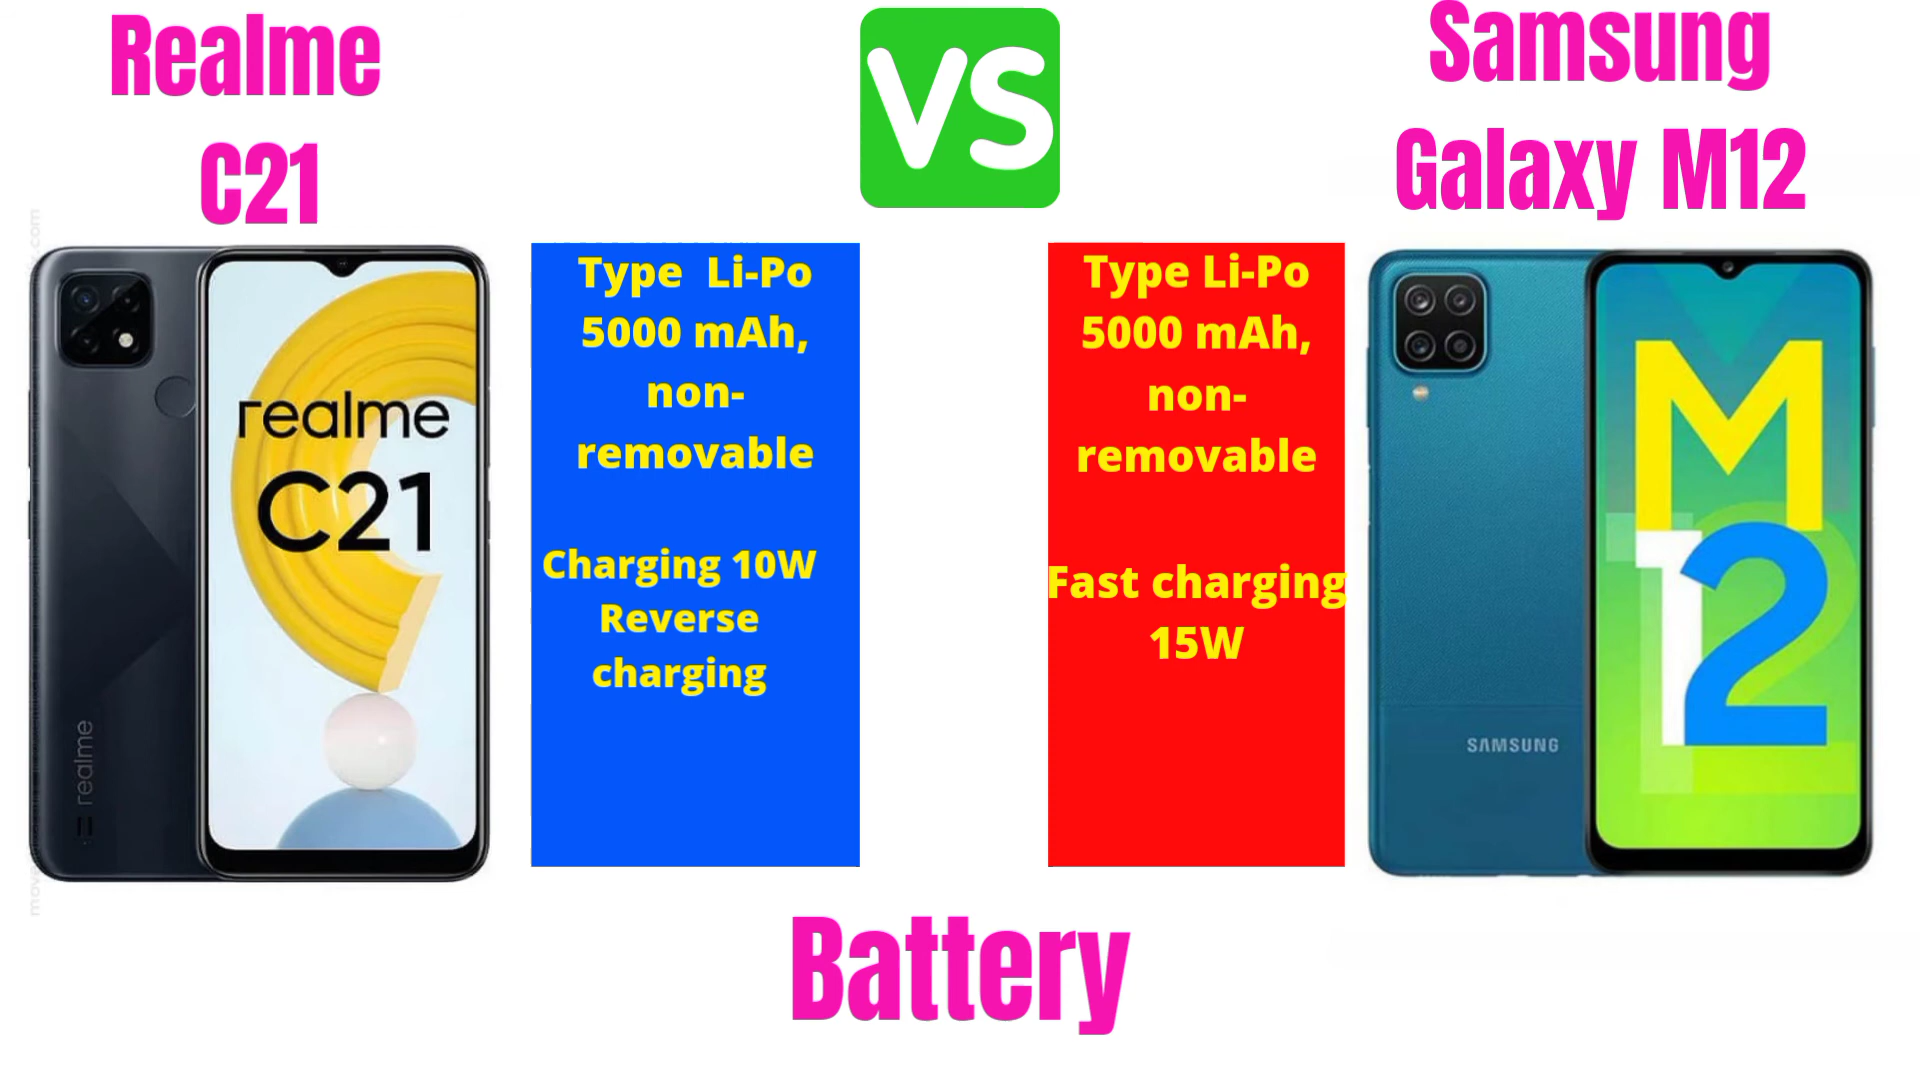 Realme
C21
VS
Samsung
Galaxy M12
realme
C21
realme
Type Li-Po
5000 mAh,
non-
removable
Charging 10W
Reverse
charging
Type Li-Po
5000 mAh,
non-
removable
Fast charging
15W
SAMSUNG
M
12
Battery